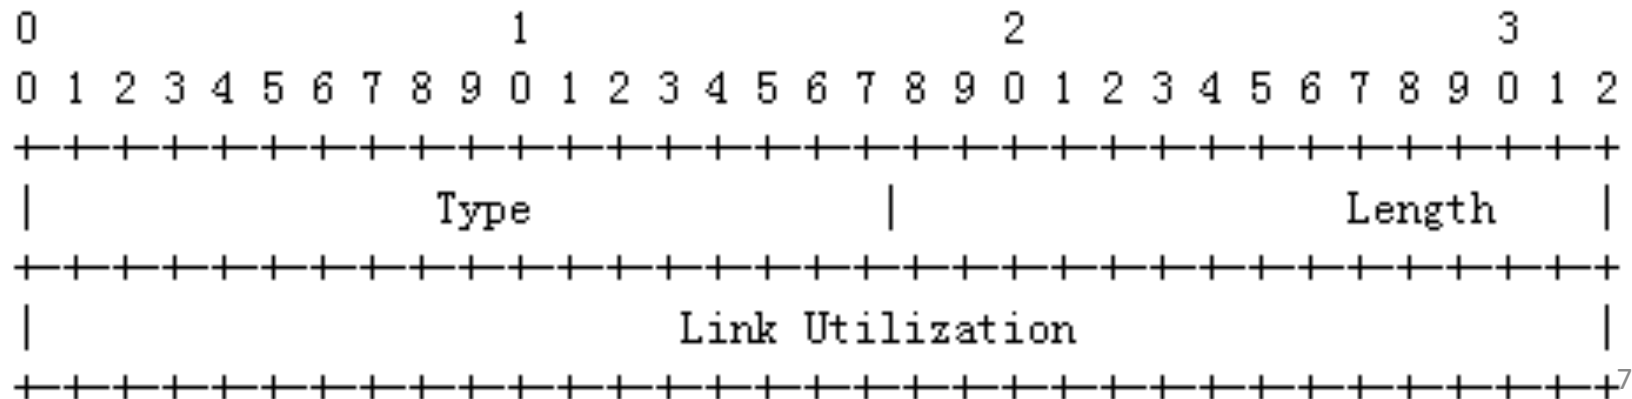 0                   1                   2                   3
0 1 2 3 4 5 6 7 8 9 0 1 2 3 4 5 6 7 8 9 0 1 2 3 4 5 6 7 8 9 0 1 2
+-+-+-+-+-+-+-+-+-+-+-+-+-+-+-+-+-+-+-+-+-+-+-+-+-+-+-+-+-+-+-+-+
|                Type              |                  Length    |
+-+-+-+-+-+-+-+-+-+-+-+-+-+-+-+-+-+-+-+-+-+-+-+-+-+-+-+-+-+-+-+-+
|                          Link Utilization                     |
+-+-+-+-+-+-+-+-+-+-+-+-+-+-+-+-+-+-+-+-+-+-+-+-+-+-+-+-+-+-+-+-+
7